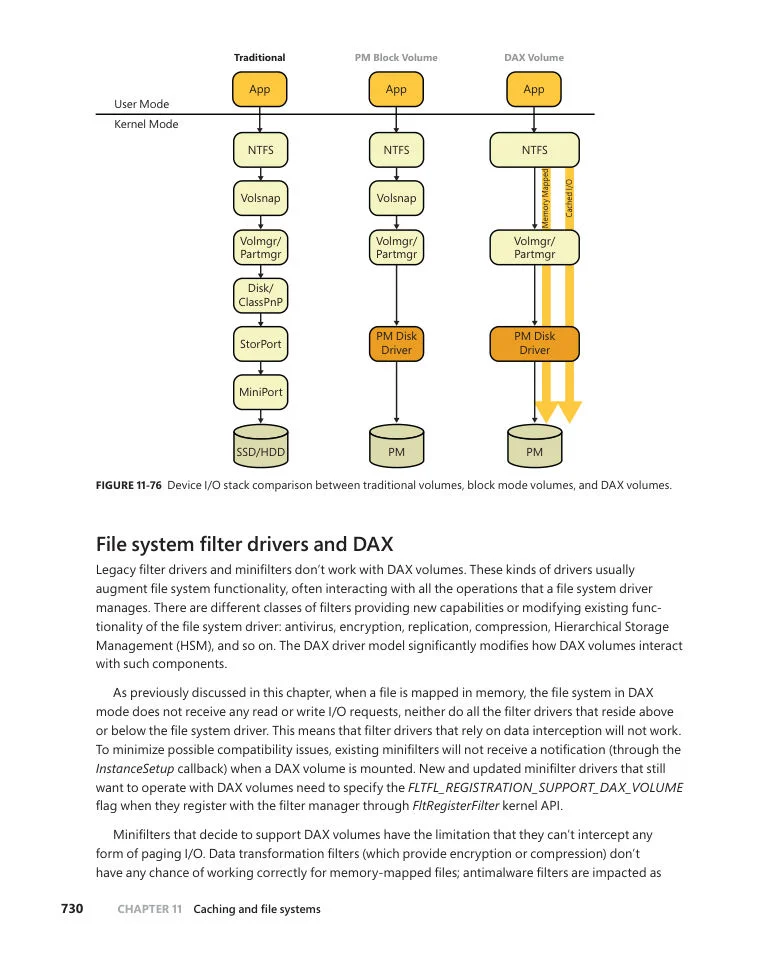 Traditional PM Block Volume DAX Volume
App App App
User Mode
Kernel Mode
NTFS NTFS NTFS
Memory Mapped
Cached I/O
Volsnap Volsnap
Volmgr/ Volmgr/ Volmgr/
Partmgr Partmgr Partmgr
Disk/
ClassPnP
StorPort PM Disk PM Disk
Driver Driver
MiniPort
SSD/HDD PM PM
FIGURE 11-76 Device I/O stack comparison between traditional volumes, block mode volumes, and DAX volumes.
File system filter drivers and DAX
Legacy filter drivers and minifilters don’t work with DAX volumes. These kinds of drivers usually
augment file system functionality, often interacting with all the operations that a file system driver
manages. There are different classes of filters providing new capabilities or modifying existing func-
tionality of the file system driver: antivirus, encryption, replication, compression, Hierarchical Storage
Management (HSM), and so on. The DAX driver model significantly modifies how DAX volumes interact
with such components.
As previously discussed in this chapter, when a file is mapped in memory, the file system in DAX
mode does not receive any read or write I/O requests, neither do all the filter drivers that reside above
or below the file system driver. This means that filter drivers that rely on data interception will not work.
To minimize possible compatibility issues, existing minifilters will not receive a notification (through the
InstanceSetup callback) when a DAX volume is mounted. New and updated minifilter drivers that still
want to operate with DAX volumes need to specify the FLTFL_REGISTRATION_SUPPORT_DAX_VOLUME
flag when they register with the filter manager through FltRegisterFilter kernel API.
Minifilters that decide to support DAX volumes have the limitation that they can’t intercept any
form of paging I/O. Data transformation filters (which provide encryption or compression) don’t
have any chance of working correctly for memory-mapped files; antimalware filters are impacted as
730 CHAPTER 11 Caching and file systems